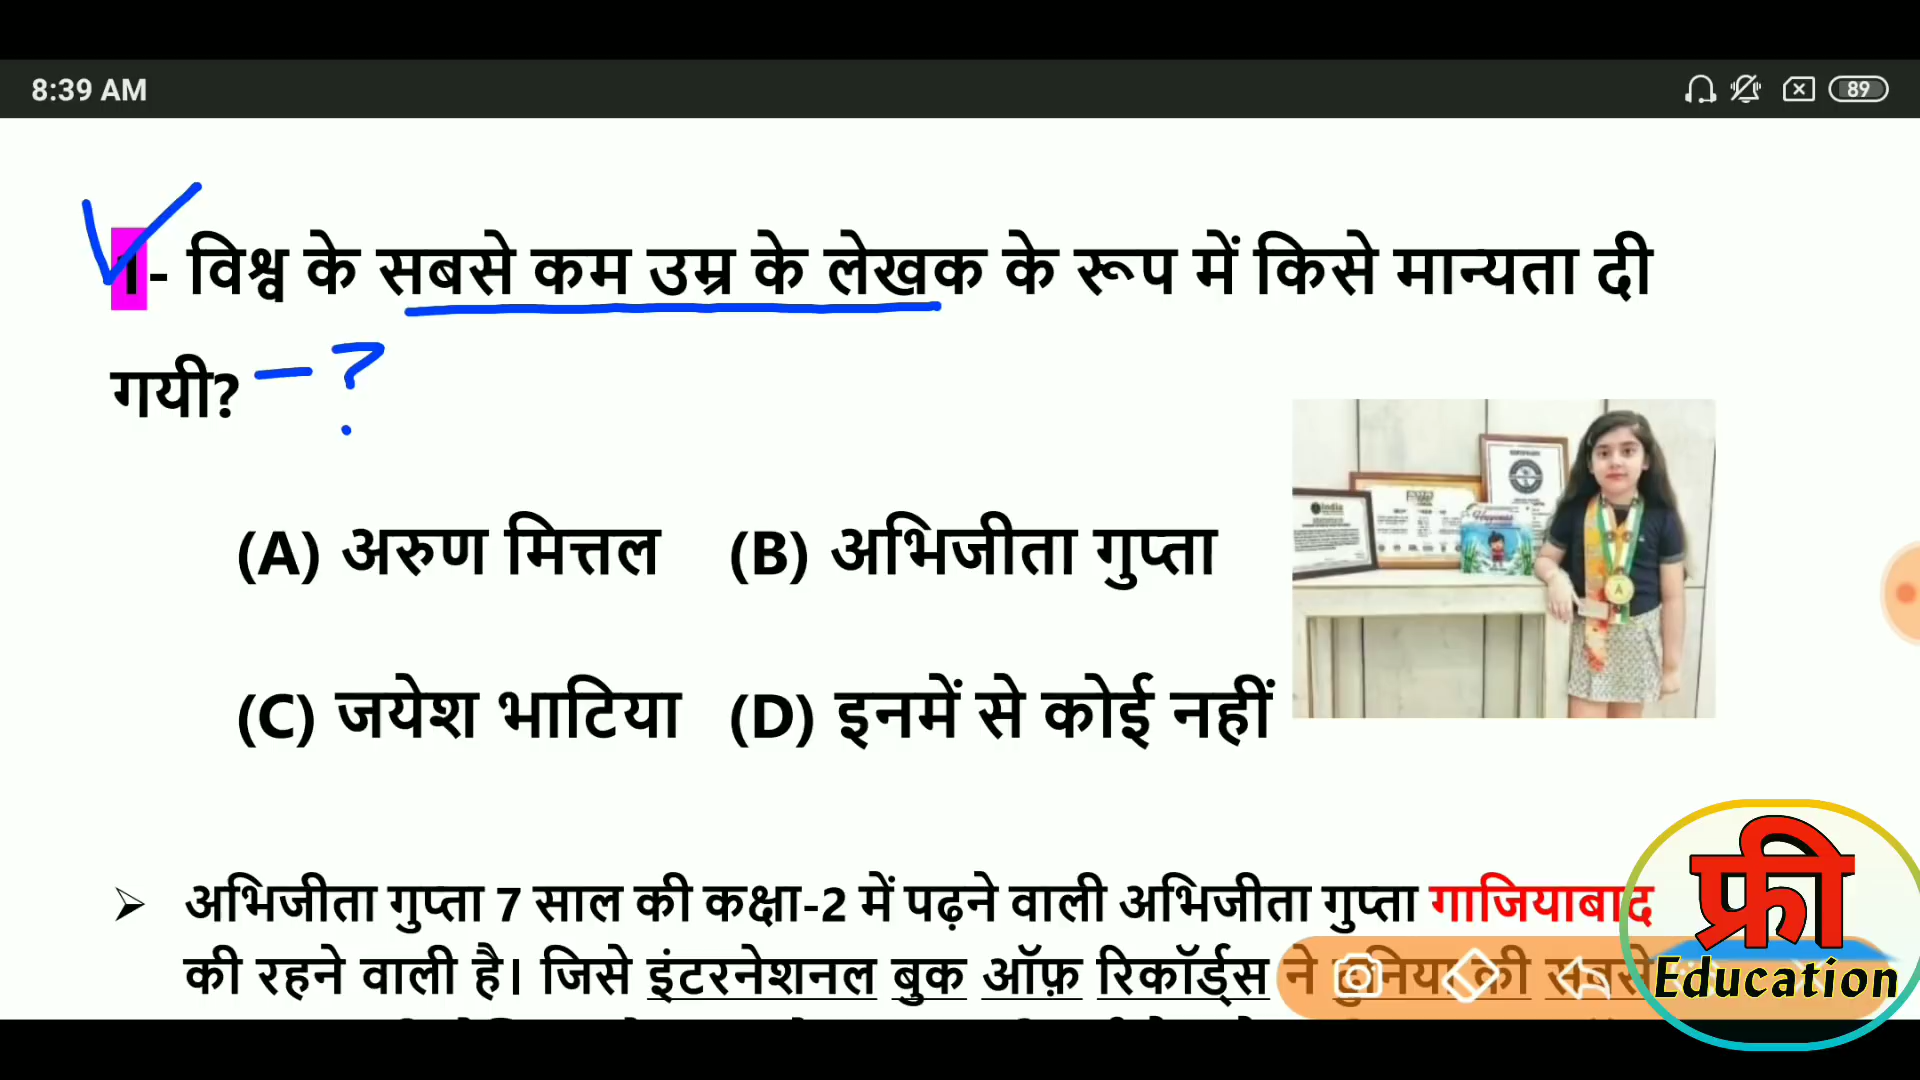 8:39 AM
89
1- विश्व के सबसे कम उम्र के लेखक के रूप में किसे मान्यता दी
गयी? - ?
(A) अरुण मित्तल (B) अभिजीता गुप्ता
(C) जयेश भाटिया (D) इनमें से कोई नहीं
➢ अभिजीता गुप्ता 7 साल की कक्षा-2 में पढ़ने वाली अभिजीता गुप्ता गाजियाबाद
की रहने वाली है। जिसे इंटरनेशनल बुक ऑफ़ रिकॉर्ड्स ने दुनिया की सबसे
फ्री
Education